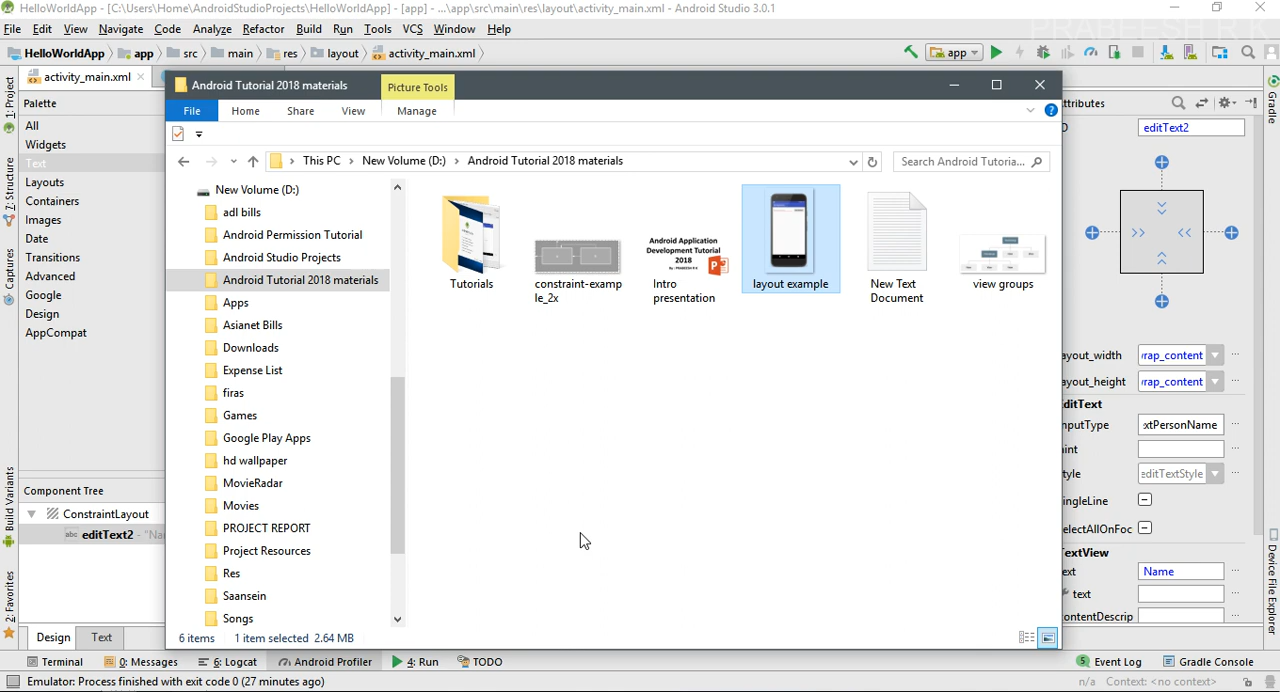 HelloWorldApp - [C:\Users\Home\AndroidStudioProjects\HelloWorldApp] - [app] - ...\app\src\main\res\layout\activity_main.xml - Android Studio 3.0.1
PRABEESH R K
File Edit View Navigate Code Analyze Refactor Build Run Tools VCS Window Help
HelloWorldApp app src main res layout activity_main.xml
app
activity_main.xml
1: Project
7: Structure
Captures
Build Variants
2: Favorites
Palette
All
Widgets
Text
Layouts
Containers
Images
Date
Transitions
Advanced
Google
Design
AppCompat
Component Tree
ConstraintLayout
abc editText2 - "Na
Design Text
Android Tutorial 2018 materials
Picture Tools
File Home Share View Manage
This PC New Volume (D:) Android Tutorial 2018 materials
Search Android Tutoria...
New Volume (D:)
adl bills
Android Permission Tutorial
Android Studio Projects
Android Tutorial 2018 materials
Apps
Asianet Bills
Downloads
Expense List
firas
Games
Google Play Apps
hd wallpaper
MovieRadar
Movies
PROJECT REPORT
Project Resources
Res
Saansein
Songs
Tutorials
constraint-examp
le_2x
Android Application
Development Tutorial
2018
By : PRABEESH R K
Intro
presentation
layout example
New Text
Document
view groups
6 items 1 item selected 2.64 MB
ttributes
D editText2
ayout_width rap_content
ayout_height rap_content
ditText
nputType xtPersonName
int
tyle editTextStyle
ingleLine
electAllOnFoc
extView
ext Name
text
ontentDescrip
Gradle
Device File Explorer
Terminal 0: Messages 6: Logcat Android Profiler 4: Run TODO
5 Event Log Gradle Console
Emulator: Process finished with exit code 0 (27 minutes ago)
n/a Context: <no context>